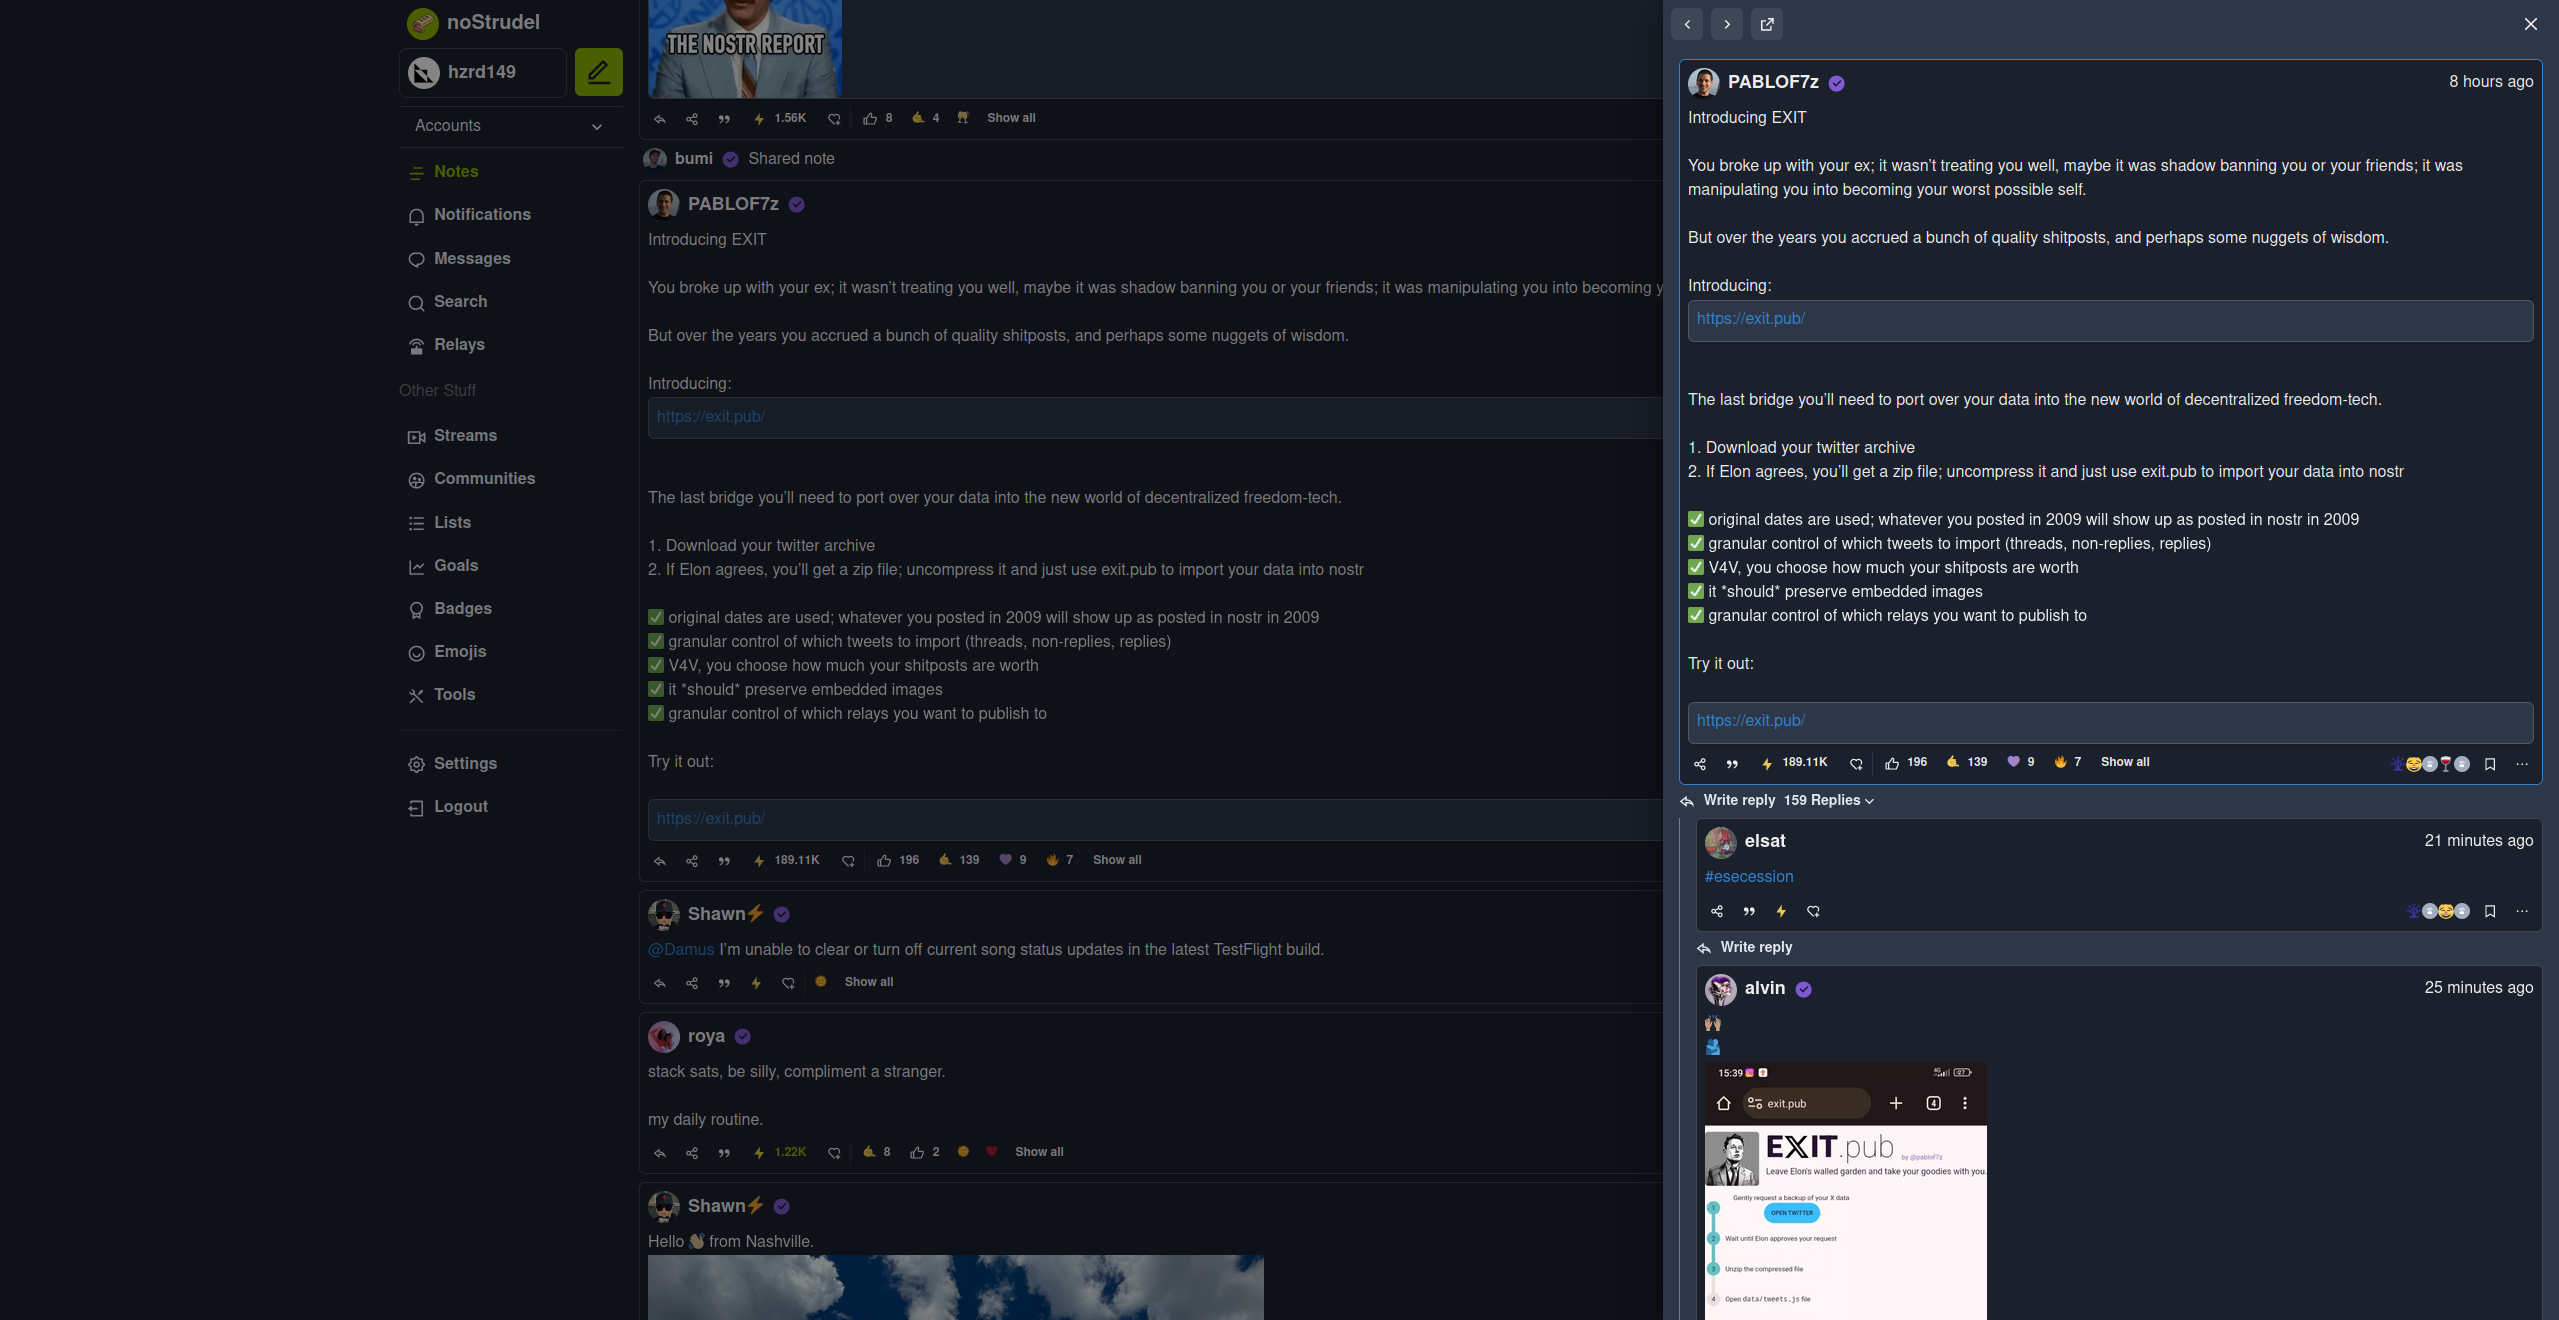 noStrudel
hzrd149
Accounts
Notes
Notifications
Messages
Search
Relays
Other Stuff
Streams
Communities
Lists
Goals
Badges
Emojis
Tools
Settings
Logout
THE NOSTR REPORT
1.56K 8 4 Show all
bumi Shared note
PABLOF7z
Introducing EXIT
You broke up with your ex; it wasn't treating you well, maybe it was shadow banning you or your friends; it was manipulating you into becoming y
But over the years you accrued a bunch of quality shitposts, and perhaps some nuggets of wisdom.
Introducing:
https://exit.pub/
The last bridge you'll need to port over your data into the new world of decentralized freedom-tech.
1. Download your twitter archive
2. If Elon agrees, you'll get a zip file; uncompress it and just use exit.pub to import your data into nostr
✅ original dates are used; whatever you posted in 2009 will show up as posted in nostr in 2009
✅ granular control of which tweets to import (threads, non-replies, replies)
✅ V4V, you choose how much your shitposts are worth
✅ it *should* preserve embedded images
✅ granular control of which relays you want to publish to
Try it out:
https://exit.pub/
189.11K 196 139 9 7 Show all
Shawn⚡
@Damus I'm unable to clear or turn off current song status updates in the latest TestFlight build.
Show all
roya
stack sats, be silly, compliment a stranger.
my daily routine.
1.22K 8 2 Show all
Shawn⚡
Hello 👋🏽 from Nashville.
PABLOF7z 8 hours ago
Introducing EXIT
You broke up with your ex; it wasn't treating you well, maybe it was shadow banning you or your friends; it was
manipulating you into becoming your worst possible self.
But over the years you accrued a bunch of quality shitposts, and perhaps some nuggets of wisdom.
Introducing:
https://exit.pub/
The last bridge you'll need to port over your data into the new world of decentralized freedom-tech.
1. Download your twitter archive
2. If Elon agrees, you'll get a zip file; uncompress it and just use exit.pub to import your data into nostr
✅ original dates are used; whatever you posted in 2009 will show up as posted in nostr in 2009
✅ granular control of which tweets to import (threads, non-replies, replies)
✅ V4V, you choose how much your shitposts are worth
✅ it *should* preserve embedded images
✅ granular control of which relays you want to publish to
Try it out:
https://exit.pub/
189.11K 196 139 9 7 Show all
Write reply 159 Replies
elsat 21 minutes ago
#esecession
Write reply
alvin 25 minutes ago
15:39 4G 97
exit.pub 4
EXIT.pub by @pablof7z
Leave Elon's walled garden and take your goodies with you.
Gently request a backup of your X data
1
OPEN TWITTER
2 Wait until Elon approves your request
3 Unzip the compressed file
4 Open data/tweets.js file